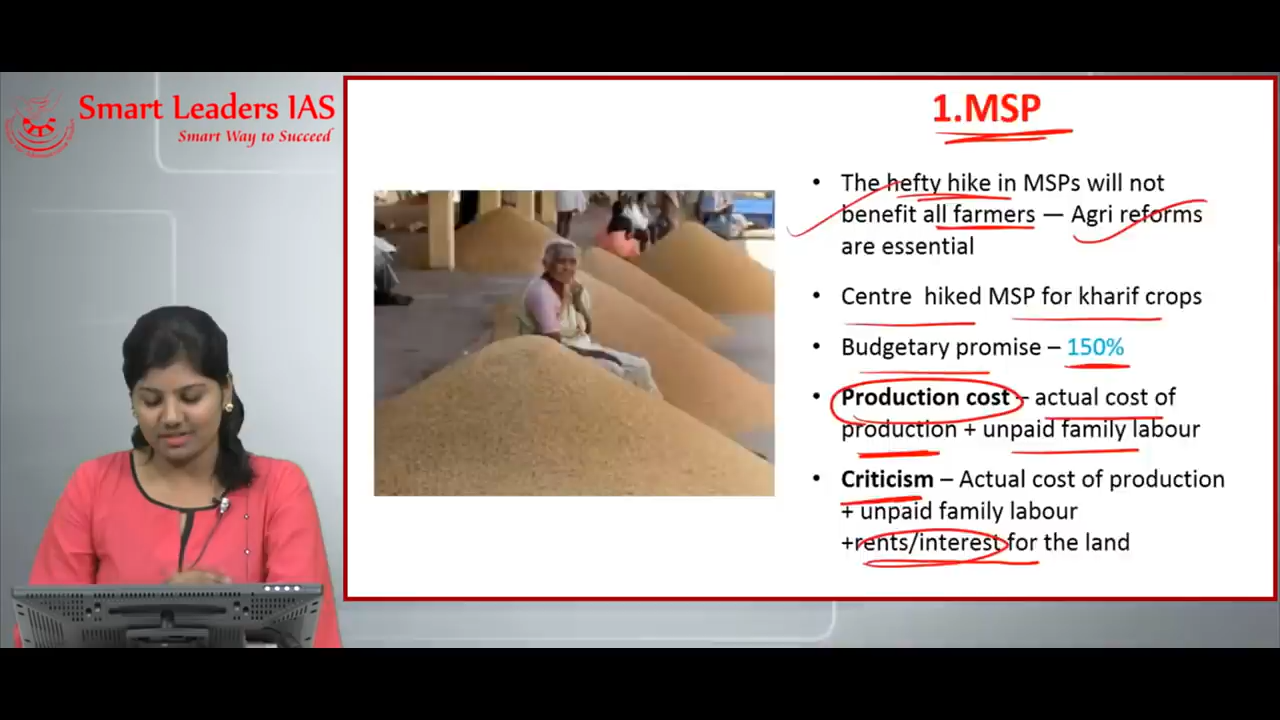 Smart Leaders IAS
Smart Way to Succeed
1.MSP
• The hefty hike in MSPs will not
benefit all farmers — Agri reforms
are essential
• Centre hiked MSP for kharif crops
• Budgetary promise – 150%
• Production cost – actual cost of
production + unpaid family labour
• Criticism – Actual cost of production
+ unpaid family labour
+rents/interest for the land